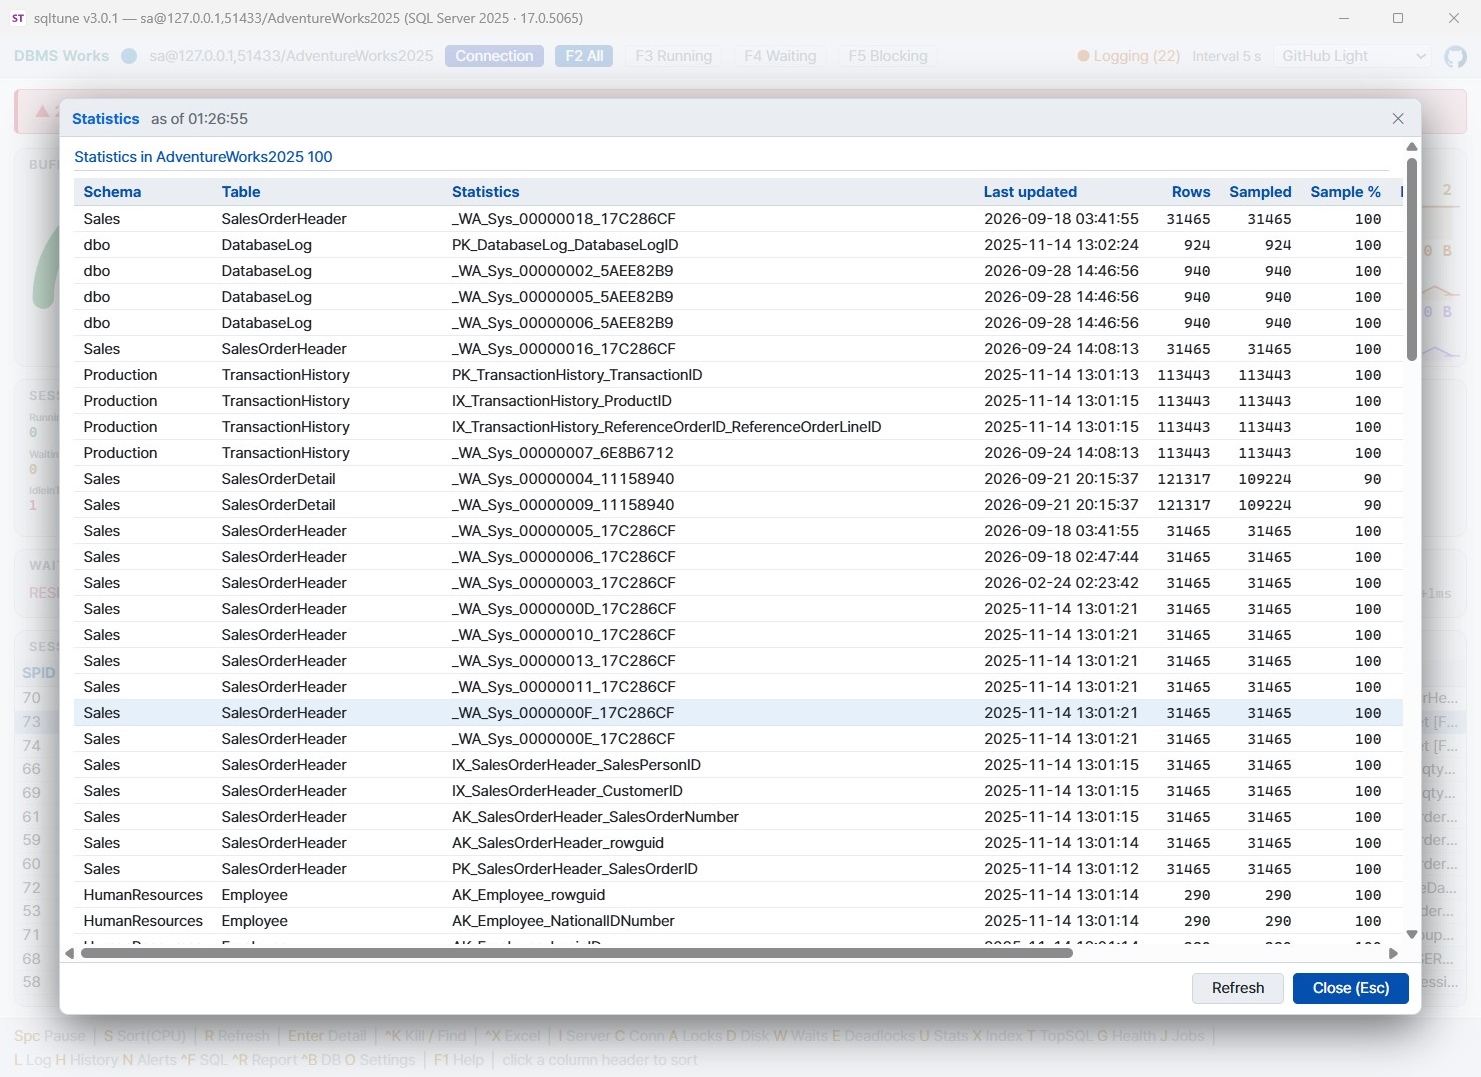 ST sqltune v3.0.1 — sa@127.0.0.1,51433/AdventureWorks2025 (SQL Server 2025 · 17.0.5065)
DBMS Works sa@127.0.0.1,51433/AdventureWorks2025 Connection F2 All F3 Running F4 Waiting F5 Blocking Logging (22) Interval 5 s GitHub Light
Statistics as of 01:26:55
Statistics in AdventureWorks2025 100
Schema Table Statistics Last updated Rows Sampled Sample %
Sales SalesOrderHeader _WA_Sys_00000018_17C286CF 2026-09-18 03:41:55 31465 31465 100
dbo DatabaseLog PK_DatabaseLog_DatabaseLogID 2025-11-14 13:02:24 924 924 100
dbo DatabaseLog _WA_Sys_00000002_5AEE82B9 2026-09-28 14:46:56 940 940 100
dbo DatabaseLog _WA_Sys_00000005_5AEE82B9 2026-09-28 14:46:56 940 940 100
dbo DatabaseLog _WA_Sys_00000006_5AEE82B9 2026-09-28 14:46:56 940 940 100
Sales SalesOrderHeader _WA_Sys_00000016_17C286CF 2026-09-24 14:08:13 31465 31465 100
Production TransactionHistory PK_TransactionHistory_TransactionID 2025-11-14 13:01:13 113443 113443 100
Production TransactionHistory IX_TransactionHistory_ProductID 2025-11-14 13:01:15 113443 113443 100
Production TransactionHistory IX_TransactionHistory_ReferenceOrderID_ReferenceOrderLineID 2025-11-14 13:01:15 113443 113443 100
Production TransactionHistory _WA_Sys_00000007_6E8B6712 2026-09-24 14:08:13 113443 113443 100
Sales SalesOrderDetail _WA_Sys_00000004_11158940 2026-09-21 20:15:37 121317 109224 90
Sales SalesOrderDetail _WA_Sys_00000009_11158940 2026-09-21 20:15:37 121317 109224 90
Sales SalesOrderHeader _WA_Sys_00000005_17C286CF 2026-09-18 03:41:55 31465 31465 100
Sales SalesOrderHeader _WA_Sys_00000006_17C286CF 2026-09-18 02:47:44 31465 31465 100
Sales SalesOrderHeader _WA_Sys_00000003_17C286CF 2026-02-24 02:23:42 31465 31465 100
Sales SalesOrderHeader _WA_Sys_0000000D_17C286CF 2025-11-14 13:01:21 31465 31465 100
Sales SalesOrderHeader _WA_Sys_00000010_17C286CF 2025-11-14 13:01:21 31465 31465 100
Sales SalesOrderHeader _WA_Sys_00000013_17C286CF 2025-11-14 13:01:21 31465 31465 100
Sales SalesOrderHeader _WA_Sys_00000011_17C286CF 2025-11-14 13:01:21 31465 31465 100
Sales SalesOrderHeader _WA_Sys_0000000F_17C286CF 2025-11-14 13:01:21 31465 31465 100
Sales SalesOrderHeader _WA_Sys_0000000E_17C286CF 2025-11-14 13:01:21 31465 31465 100
Sales SalesOrderHeader IX_SalesOrderHeader_SalesPersonID 2025-11-14 13:01:15 31465 31465 100
Sales SalesOrderHeader IX_SalesOrderHeader_CustomerID 2025-11-14 13:01:15 31465 31465 100
Sales SalesOrderHeader AK_SalesOrderHeader_SalesOrderNumber 2025-11-14 13:01:15 31465 31465 100
Sales SalesOrderHeader AK_SalesOrderHeader_rowguid 2025-11-14 13:01:14 31465 31465 100
Sales SalesOrderHeader PK_SalesOrderHeader_SalesOrderID 2025-11-14 13:01:12 31465 31465 100
HumanResources Employee AK_Employee_rowguid 2025-11-14 13:01:14 290 290 100
HumanResources Employee AK_Employee_NationalIDNumber 2025-11-14 13:01:14 290 290 100
Refresh Close (Esc)
SPID
70
73
74
66
69
61
59
60
72
53
71
68
58
Spc Pause | S Sort(CPU) | R Refresh | Enter Detail | ^K Kill / Find | ^X Excel | I Server C Conn A Locks D Disk W Waits E Deadlocks U Stats X Index T TopSQL G Health J Jobs |
L Log H History N Alerts ^F SQL ^R Report ^B DB O Settings | F1 Help | click a column header to sort